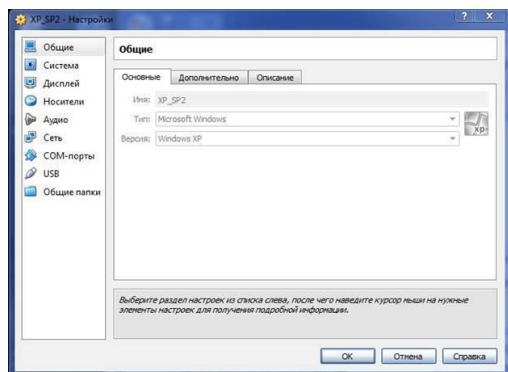 XP_SP2 - Настройки
Общие
Система
Дисплей
Носители
Аудио
Сеть
COM-порты
USB
Общие папки
Общие
Основные Дополнительно Описание
Имя: XP_SP2
Тип: Microsoft Windows
Версия: Windows XP
XP
Выберите раздел настроек из списка слева, после чего наведите курсор мыши на нужные
элементы настроек для получения подробной информации.
OK Отмена Справка